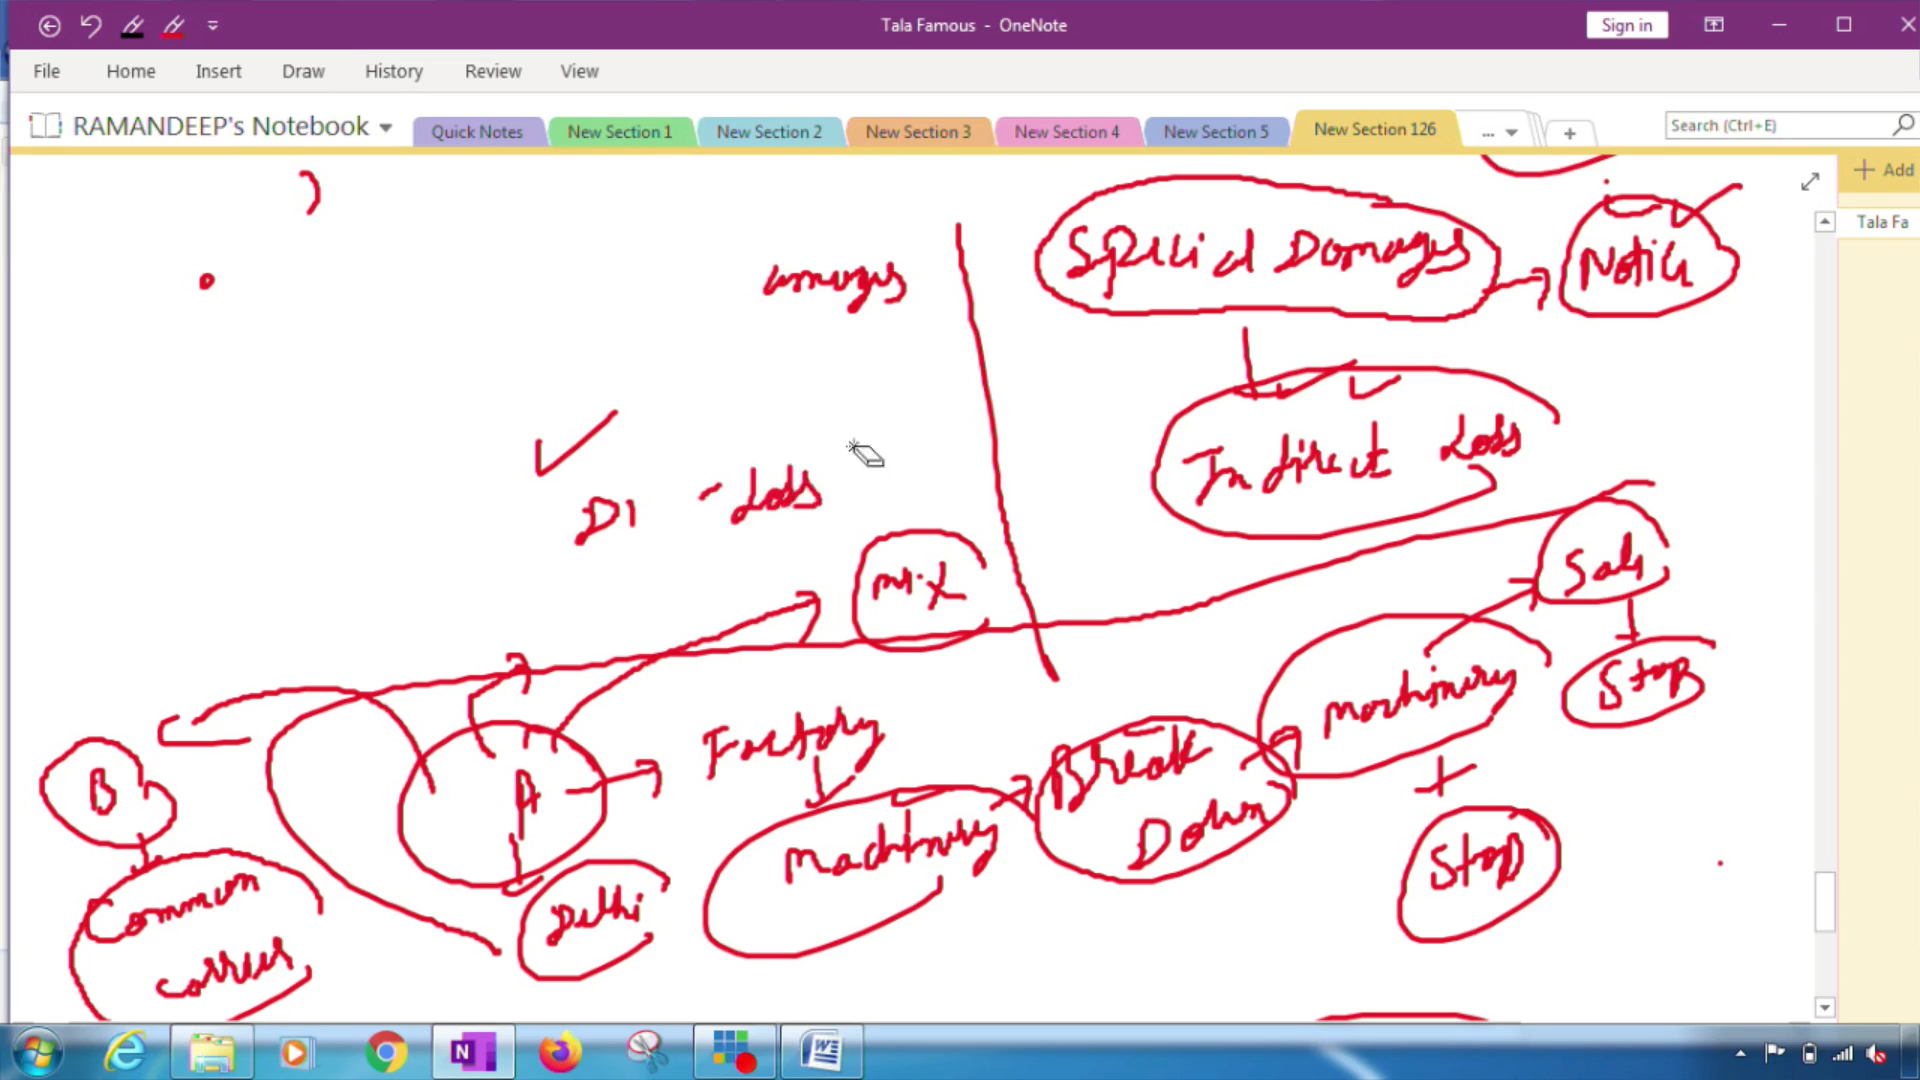 Tala Famous - OneNote
Sign in
File Home Insert Draw History Review View
RAMANDEEP's Notebook
Quick Notes New Section 1 New Section 2 New Section 3 New Section 4 New Section 5 New Section 126 ...
Search (Ctrl+E)
Add
Tala Fa
Special Damages
Notice
amages
Indirect Loss
Di - Loss
Mix
Sale
Stop
Machinery
Factory
Break
Down
B
A
Machinery
Stop
Delhi
Common
carrier
N
W